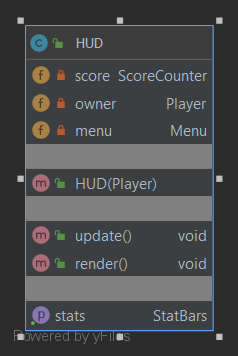 HUD
score ScoreCounter
owner Player
menu Menu
HUD(Player)
update() void
render() void
stats StatBars
Powered by yFiles